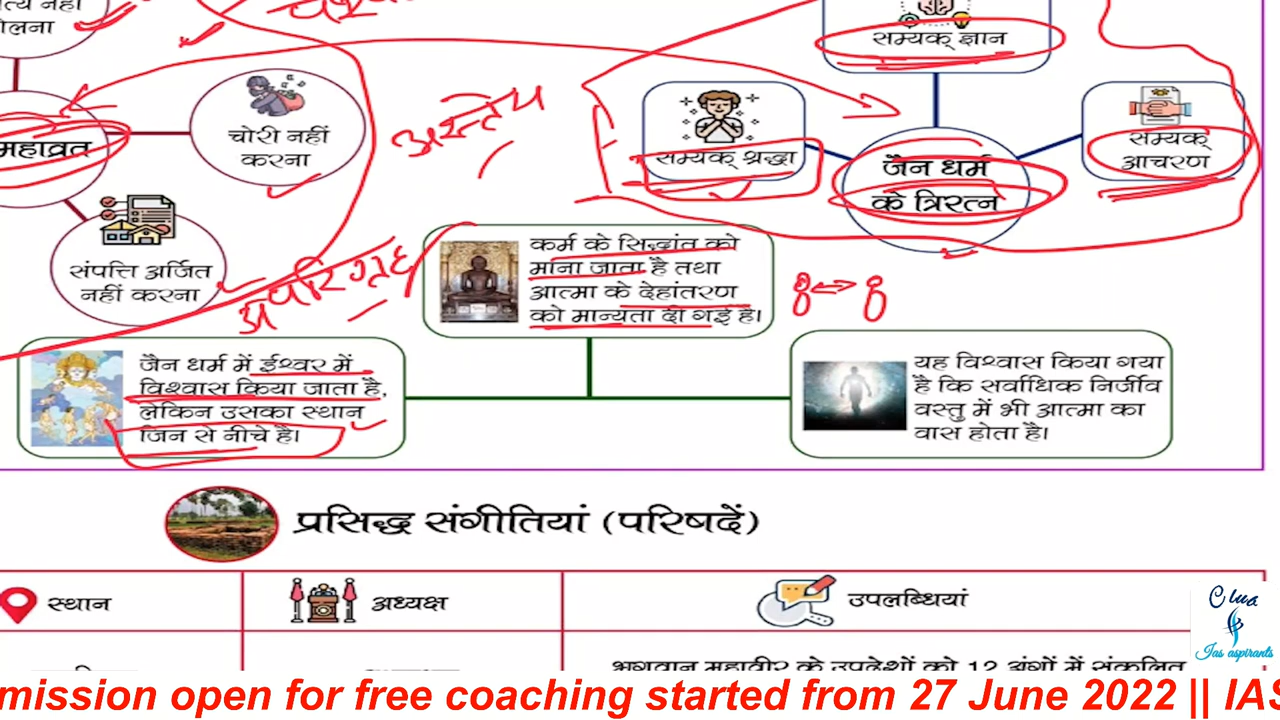 त्य नहीं
ोलना
महाव्रत
चोरी नहीं
करना
अस्तेय
संपत्ति अर्जित
नहीं करना
अपरिग्रह
सम्यक् ज्ञान
सम्यक् श्रद्धा
सम्यक्
आचरण
जैन धर्म
के त्रिरत्न
कर्म के सिद्धांत को
माना जाता है तथा
आत्मा के देहांतरण
को मान्यता दी गई है।
जैन धर्म में ईश्वर में
विश्वास किया जाता है,
लेकिन उसका स्थान
जिन से नीचे है।
यह विश्वास किया गया
है कि सर्वाधिक निर्जीव
वस्तु में भी आत्मा का
वास होता है।
प्रसिद्ध संगीतियां (परिषदें)
स्थान
अध्यक्ष
उपलब्धियां
भगवान महावीर के उपदेशों को 12 अंगों में संकलित
Ias aspirants
mission open for free coaching started from 27 June 2022 || IAS